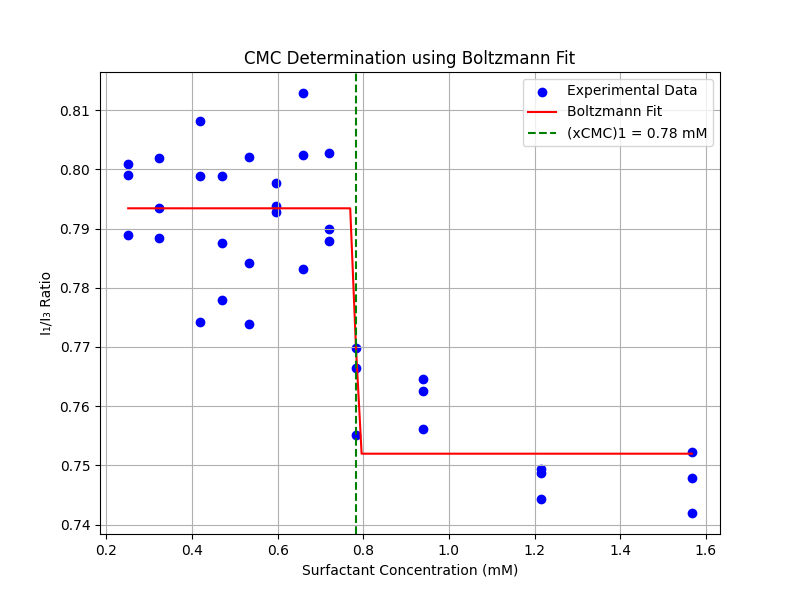 CMC Determination using Boltzmann Fit
Experimental Data
Boltzmann Fit
(xCMC)1 = 0.78 mM
I₁/I₃ Ratio
0.81
0.80
0.79
0.78
0.77
0.76
0.75
0.74
0.2 0.4 0.6 0.8 1.0 1.2 1.4 1.6
Surfactant Concentration (mM)